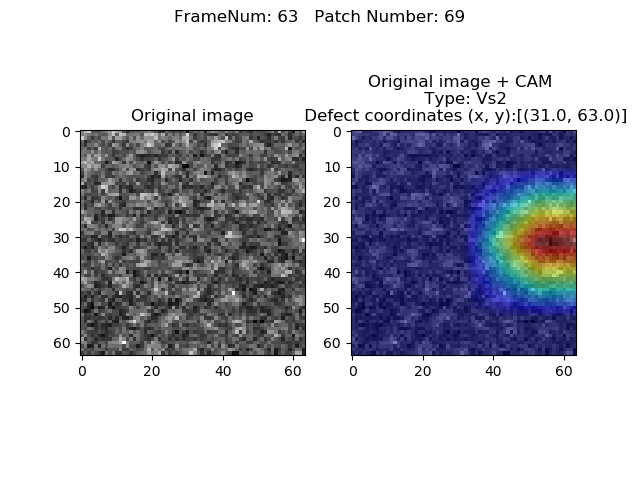 FrameNum: 63   Patch Number: 69
Original image
Original image + CAM
Type: Vs2
Defect coordinates (x, y):[(31.0, 63.0)]
0
10
20
30
40
50
60
0 20 40 60
0
10
20
30
40
50
60
0 20 40 60